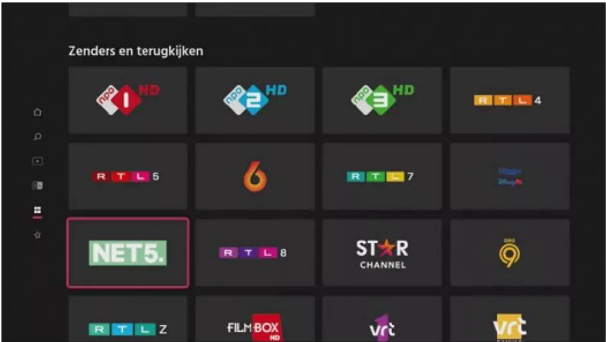 Zenders en terugkijken
npo 1 HD
npo 2 HD
npo 3 HD
RTL 4
RTL 5
6
RTL 7
NET5.
RTL 8
STAR
CHANNEL
SBS
9
RTL Z
FILMBOX
HD
vrt
1
vrt